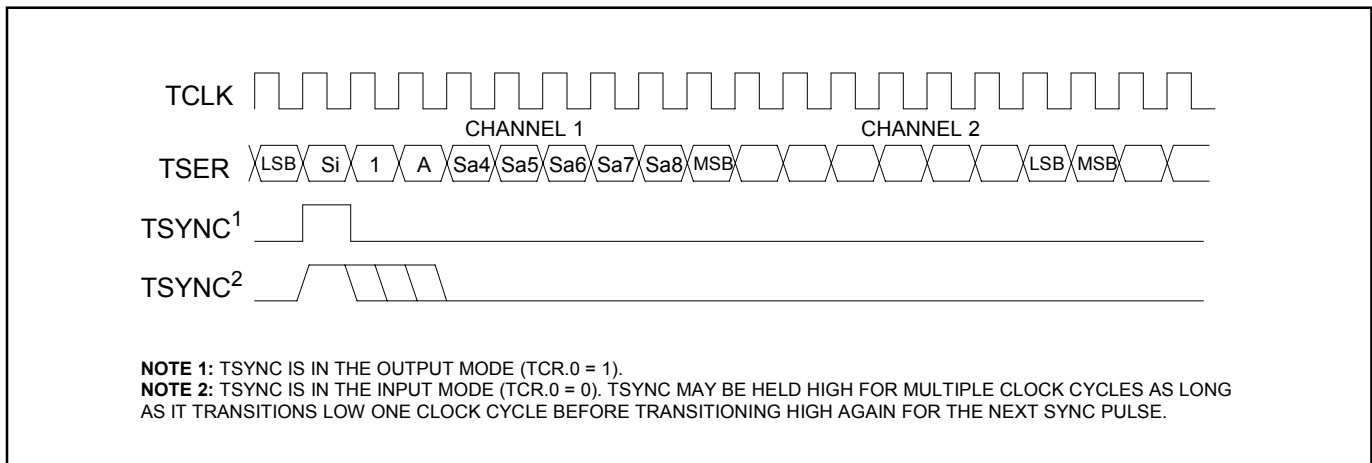 TCLK
CHANNEL 1 CHANNEL 2
TSER LSB Si 1 A Sa4 Sa5 Sa6 Sa7 Sa8 MSB LSB MSB
TSYNC1
TSYNC2
NOTE 1: TSYNC IS IN THE OUTPUT MODE (TCR.0 = 1).
NOTE 2: TSYNC IS IN THE INPUT MODE (TCR.0 = 0). TSYNC MAY BE HELD HIGH FOR MULTIPLE CLOCK CYCLES AS LONG
AS IT TRANSITIONS LOW ONE CLOCK CYCLE BEFORE TRANSITIONING HIGH AGAIN FOR THE NEXT SYNC PULSE.